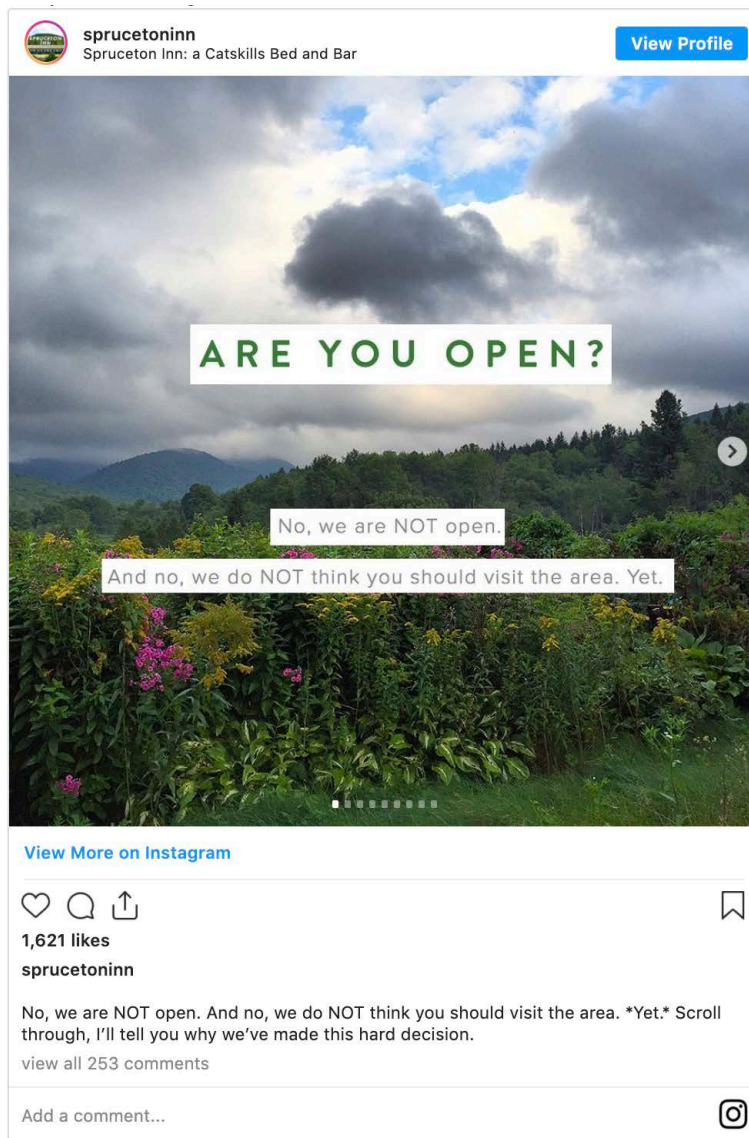 sprucetoninn
Spruceton Inn: a Catskills Bed and Bar
View Profile
ARE YOU OPEN?
No, we are NOT open.
And no, we do NOT think you should visit the area. Yet.
View More on Instagram
1,621 likes
sprucetoninn
No, we are NOT open. And no, we do NOT think you should visit the area. *Yet.* Scroll
through, I’ll tell you why we’ve made this hard decision.
view all 253 comments
Add a comment...